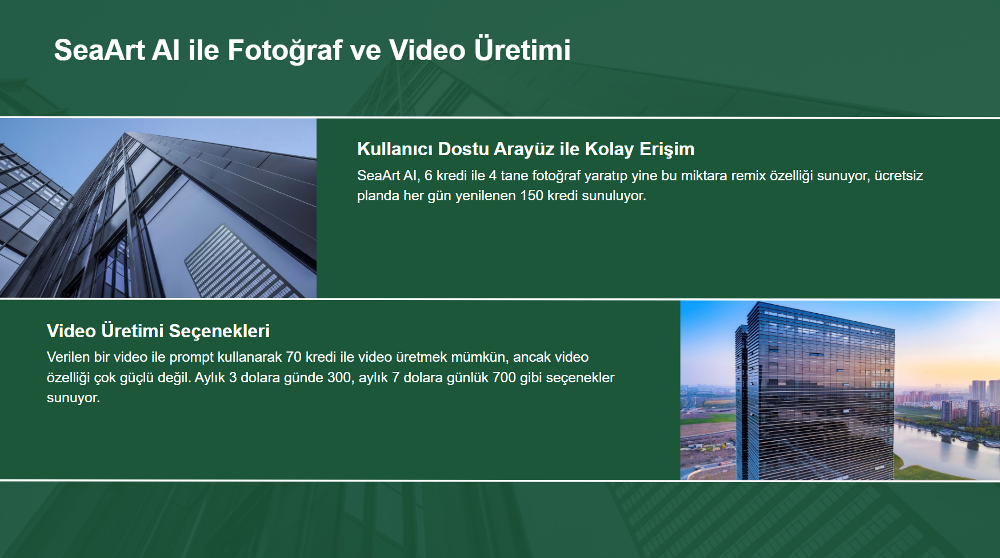 SeaArt AI ile Fotoğraf ve Video Üretimi
Kullanıcı Dostu Arayüz ile Kolay Erişim
SeaArt AI, 6 kredi ile 4 tane fotoğraf yaratıp yine bu miktara remix özelliği sunuyor, ücretsiz
planda her gün yenilenen 150 kredi sunuluyor.
Video Üretimi Seçenekleri
Verilen bir video ile prompt kullanarak 70 kredi ile video üretmek mümkün, ancak video
özelliği çok güçlü değil. Aylık 3 dolara günde 300, aylık 7 dolara günlük 700 gibi seçenekler
sunuyor.